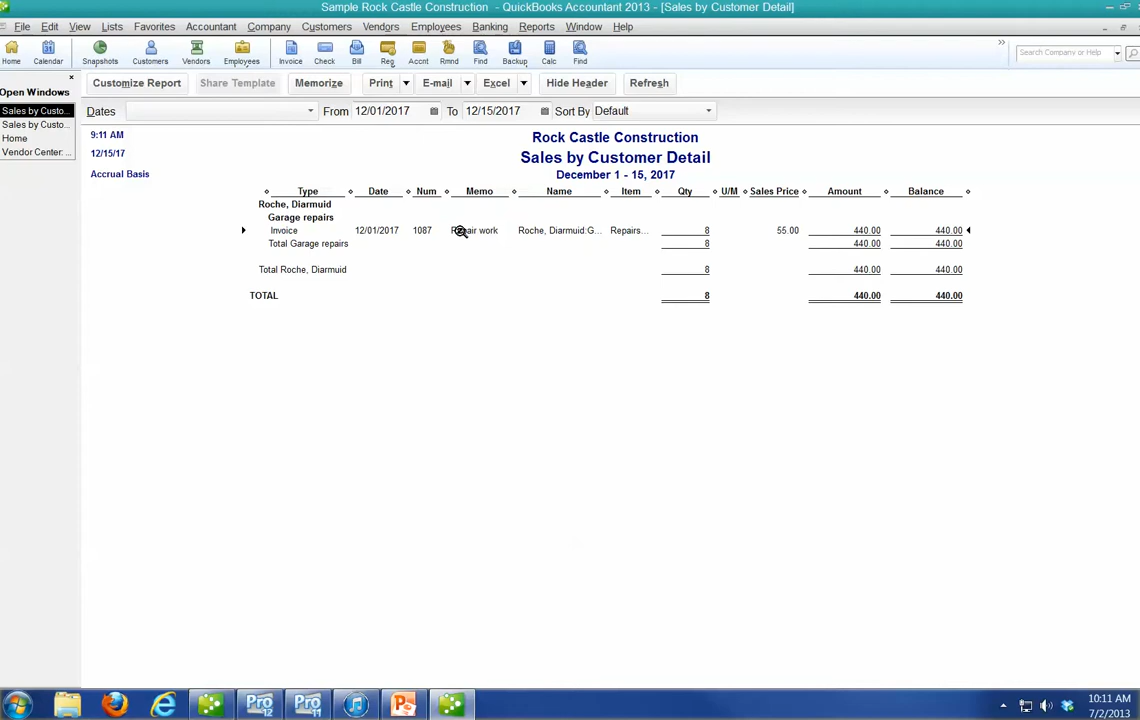 Sample Rock Castle Construction - QuickBooks Accountant 2013 - [Sales by Customer Detail]
File Edit View Lists Favorites Accountant Company Customers Vendors Employees Banking Reports Window Help
Home Calendar Snapshots Customers Vendors Employees Invoice Check Bill Reg Accnt Rmnd Find Backup Calc Find
Search Company or Help
Open Windows
Sales by Custo...
Sales by Custo...
Home
Vendor Center: ...
Customize Report Share Template Memorize Print E-mail Excel Hide Header Refresh
Dates From 12/01/2017 To 12/15/2017 Sort By Default
9:11 AM
12/15/17
Accrual Basis
Rock Castle Construction
Sales by Customer Detail
December 1 - 15, 2017
Type Date Num Memo Name Item Qty U/M Sales Price Amount Balance
Roche, Diarmuid
Garage repairs
Invoice 12/01/2017 1087 Repair work Roche, Diarmuid:G... Repairs... 8 55.00 440.00 440.00
Total Garage repairs 8 440.00 440.00
Total Roche, Diarmuid 8 440.00 440.00
TOTAL 8 440.00 440.00
Pro 12 Pro 11
10:11 AM
7/2/2013